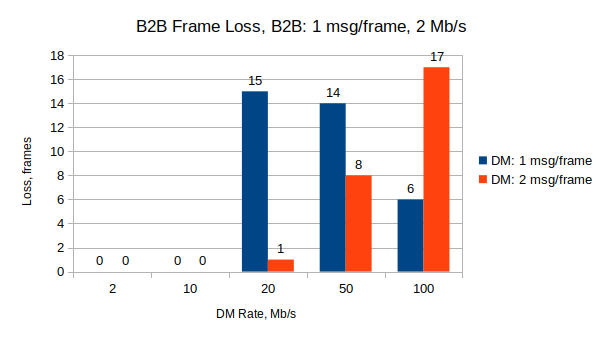 B2B Frame Loss, B2B: 1 msg/frame, 2 Mb/s
Loss, frames
18
16
14
12
10
8
6
4
2
0
0 0 0 0 15 1 14 8 6 17
2 10 20 50 100
DM Rate, Mb/s
DM: 1 msg/frame
DM: 2 msg/frame